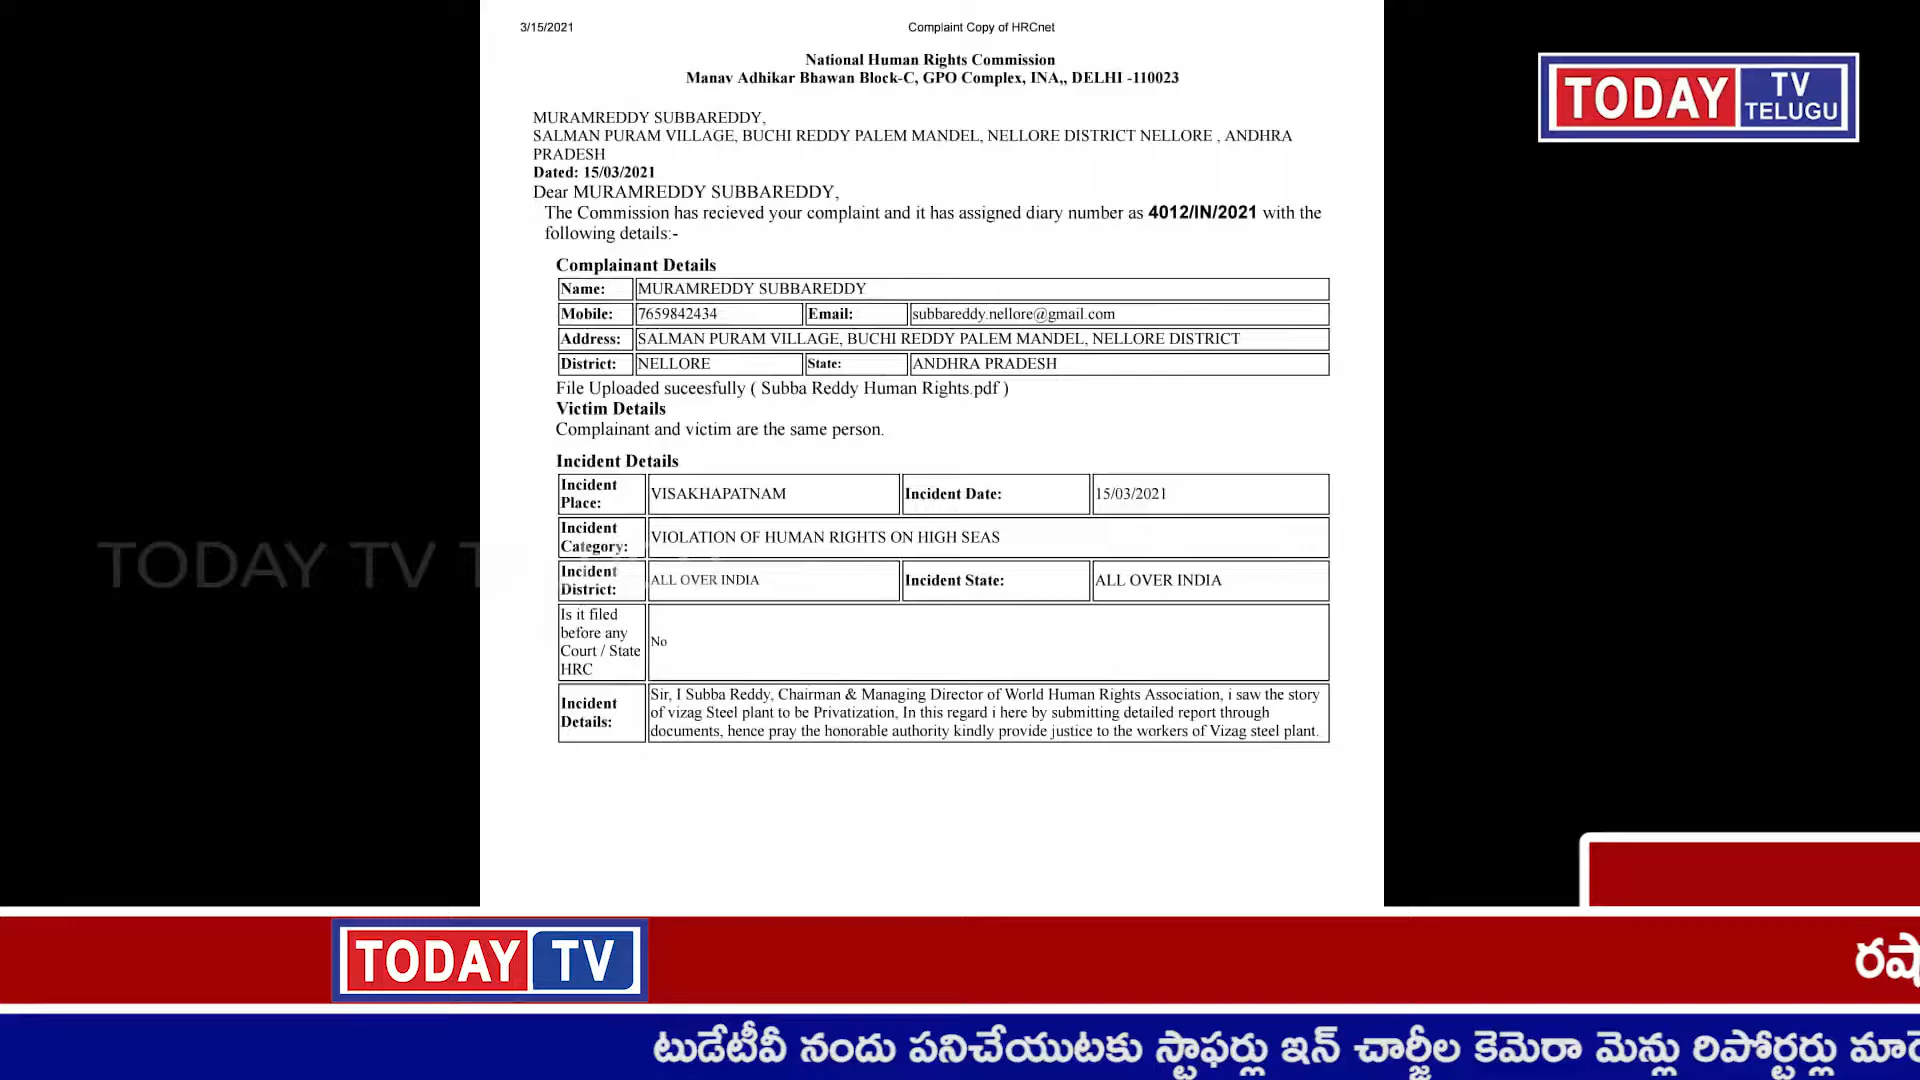 3/15/2021 Complaint Copy of HRCnet
National Human Rights Commission
Manav Adhikar Bhawan Block-C, GPO Complex, INA,, DELHI -110023
TODAY TV TELUGU
MURAMREDDY SUBBAREDDY,
SALMAN PURAM VILLAGE, BUCHI REDDY PALEM MANDEL, NELLORE DISTRICT NELLORE , ANDHRA
PRADESH
Dated: 15/03/2021
Dear MURAMREDDY SUBBAREDDY,
The Commission has recieved your complaint and it has assigned diary number as 4012/IN/2021 with the
following details:-
Complainant Details
Name: MURAMREDDY SUBBAREDDY
Mobile: 7659842434 Email: subbareddy.nellore@gmail.com
Address: SALMAN PURAM VILLAGE, BUCHI REDDY PALEM MANDEL, NELLORE DISTRICT
District: NELLORE State: ANDHRA PRADESH
File Uploaded suceesfully ( Subba Reddy Human Rights.pdf )
Victim Details
Complainant and victim are the same person.
Incident Details
Incident
Place: VISAKHAPATNAM Incident Date: 15/03/2021
Incident
Category: VIOLATION OF HUMAN RIGHTS ON HIGH SEAS
TODAY TV T
Incident
District: ALL OVER INDIA Incident State: ALL OVER INDIA
Is it filed
before any
Court / State
HRC
No
Incident
Details:
Sir, I Subba Reddy, Chairman & Managing Director of World Human Rights Association, i saw the story
of vizag Steel plant to be Privatization, In this regard i here by submitting detailed report through
documents, hence pray the honorable authority kindly provide justice to the workers of Vizag steel plant.
TODAY TV
టుడేటీవీ నందు పనిచేయుటకు స్టాఫర్లు ఇన్ చార్జీల కెమెరా మెన్లు రిపోర్టర్లు